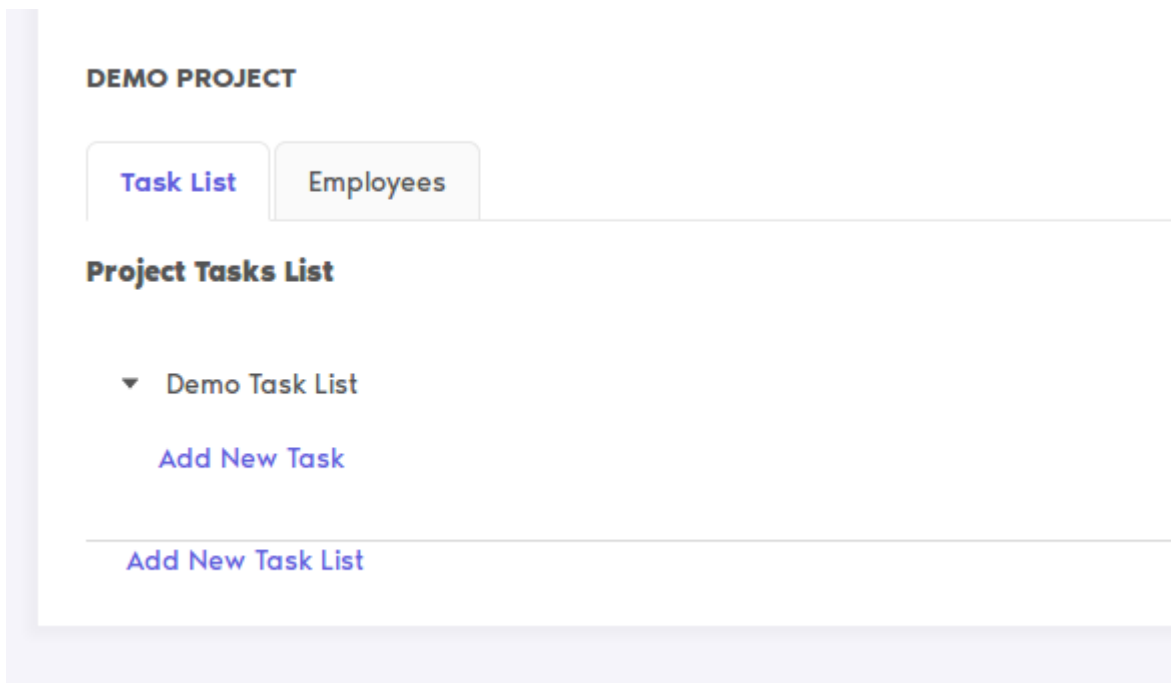 DEMO PROJECT
Task List Employees
Project Tasks List
Demo Task List
Add New Task
Add New Task List